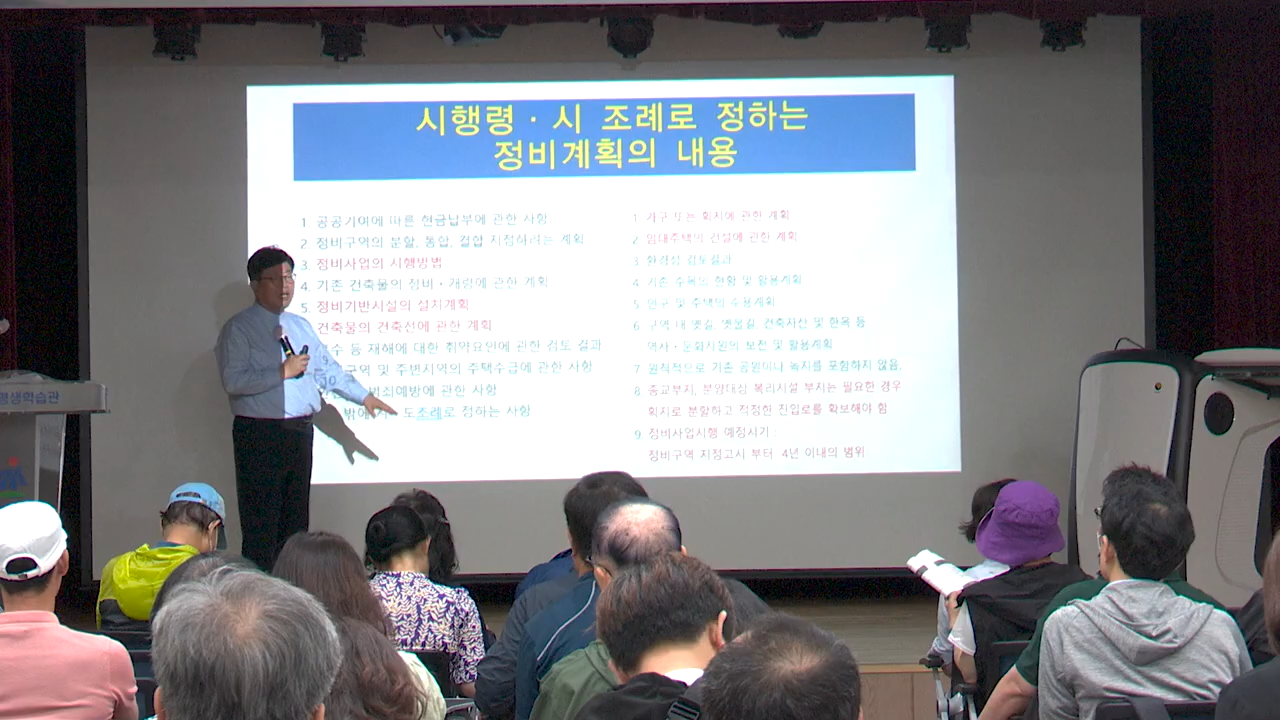 시행령 · 시 조례로 정하는
정비계획의 내용
1. 공공기여에 따른 현금납부에 관한 사항
2. 정비구역의 분할, 통합, 결합 지정하려는 계획
3. 정비사업의 시행방법
4. 기존 건축물의 정비·개량에 관한 계획
5. 정비기반시설의 설치계획
건축물의 건축선에 관한 계획
수 등 재해에 대한 취약요인에 관한 검토 결과
구역 및 주변지역의 주택수급에 관한 사항
범죄예방에 관한 사항
밖에 도조례로 정하는 사항
1. 가구 또는 획지에 관한 계획
2. 임대주택의 건설에 관한 계획
3. 환경성 검토결과
4. 기존 수목의 현황 및 활용계획
5. 인구 및 주택의 수용계획
6. 구역 내 옛길, 옛물길, 건축자산 및 한옥 등
역사·문화자원의 보전 및 활용계획
7. 원칙적으로 기존 공원이나 녹지를 포함하지 않음.
8. 종교부지, 분양대상 복리시설 부지는 필요한 경우
획지로 분할하고 적정한 진입로를 확보해야 함
9. 정비사업시행 예정시기 :
정비구역 지정고시 부터 4년 이내의 범위
평생학습관